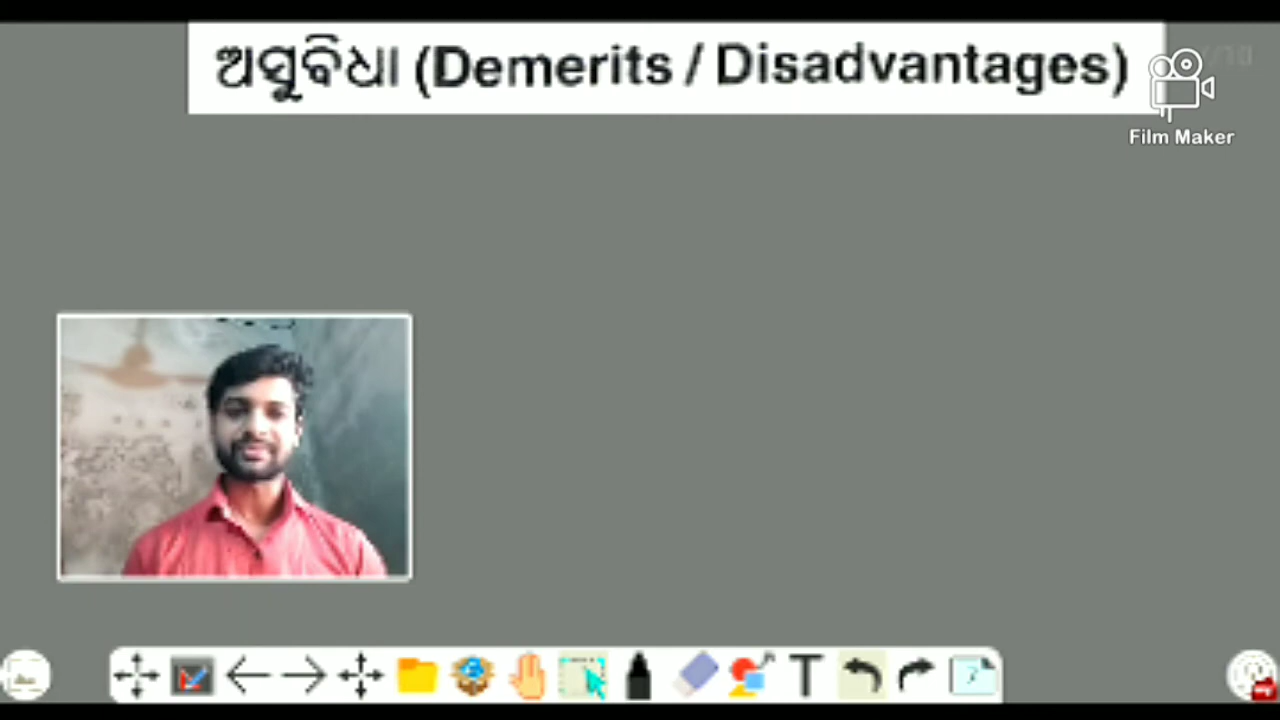 ଅସୁବିଧା (Demerits / Disadvantages)
Film Maker